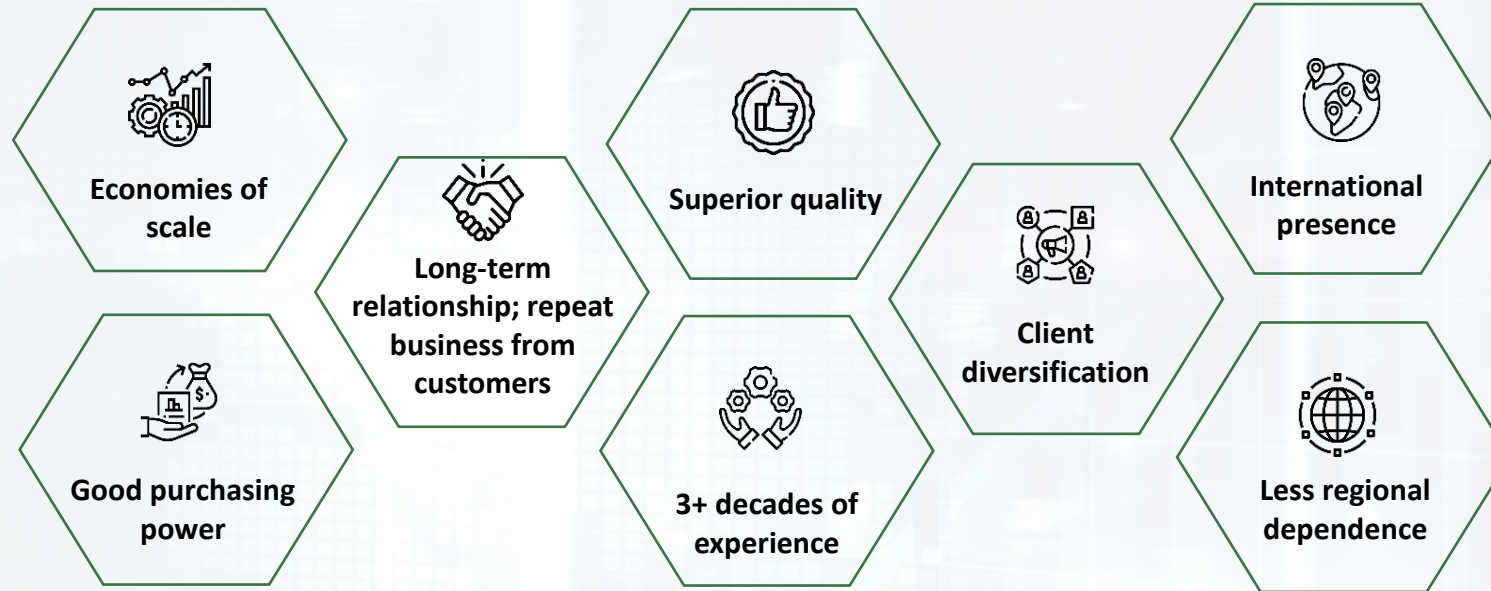 Economies of
scale
Long-term
relationship; repeat
business from
customers
Superior quality
Client
diversification
International
presence
Good purchasing
power
3+ decades of
experience
Less regional
dependence